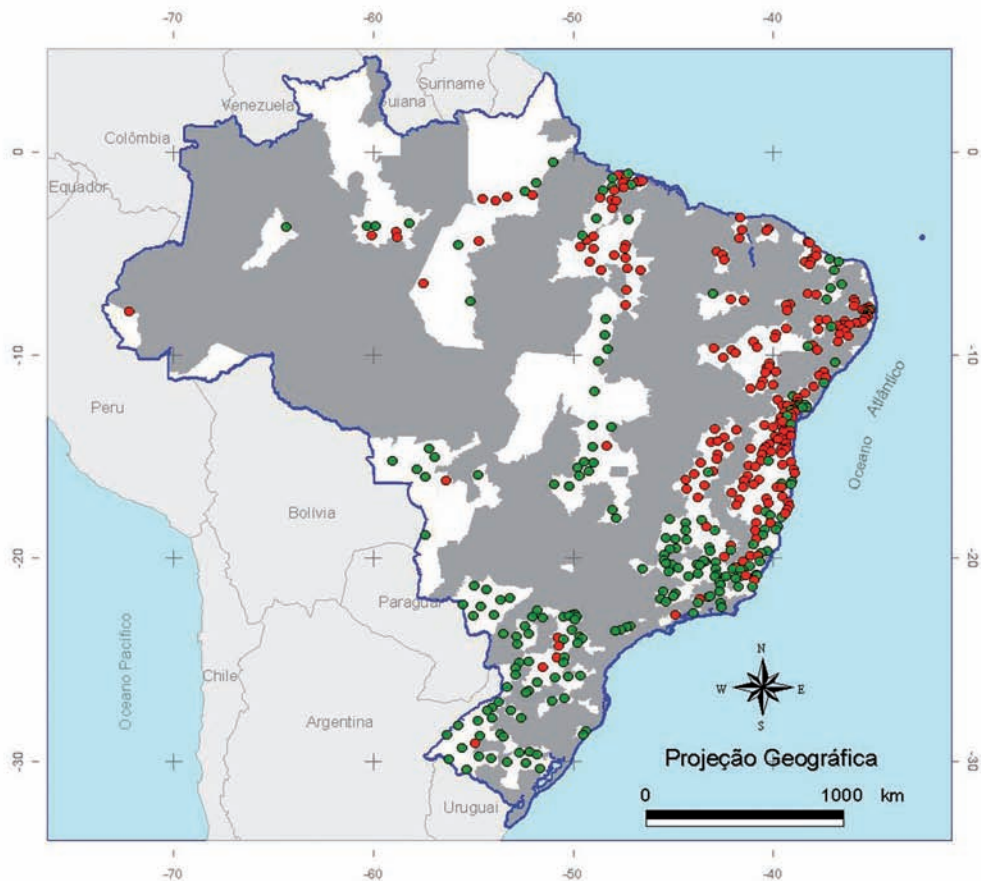 -70 -60 -50 -40
Suriname
Venezuela
uiana
Colômbia
0 0
Equador
-10 -10
Peru
Atlântico
Oceano
Bolívia
-20 -20
Paraguai
Oceano Pacífico
Chile
N
W E
S
Argentina
Projeção Geográfica
-30 -30
0 1000 km
Uruguai
-70 -60 -50 -40